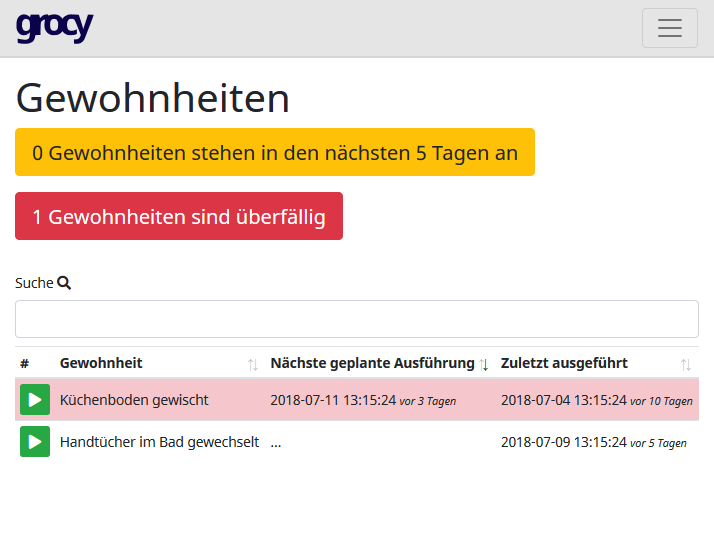 grocy
Gewohnheiten
0 Gewohnheiten stehen in den nächsten 5 Tagen an
1 Gewohnheiten sind überfällig
Suche
# Gewohnheit Nächste geplante Ausführung Zuletzt ausgeführt
Küchenboden gewischt 2018-07-11 13:15:24 vor 3 Tagen 2018-07-04 13:15:24 vor 10 Tagen
Handtücher im Bad gewechselt ... 2018-07-09 13:15:24 vor 5 Tagen